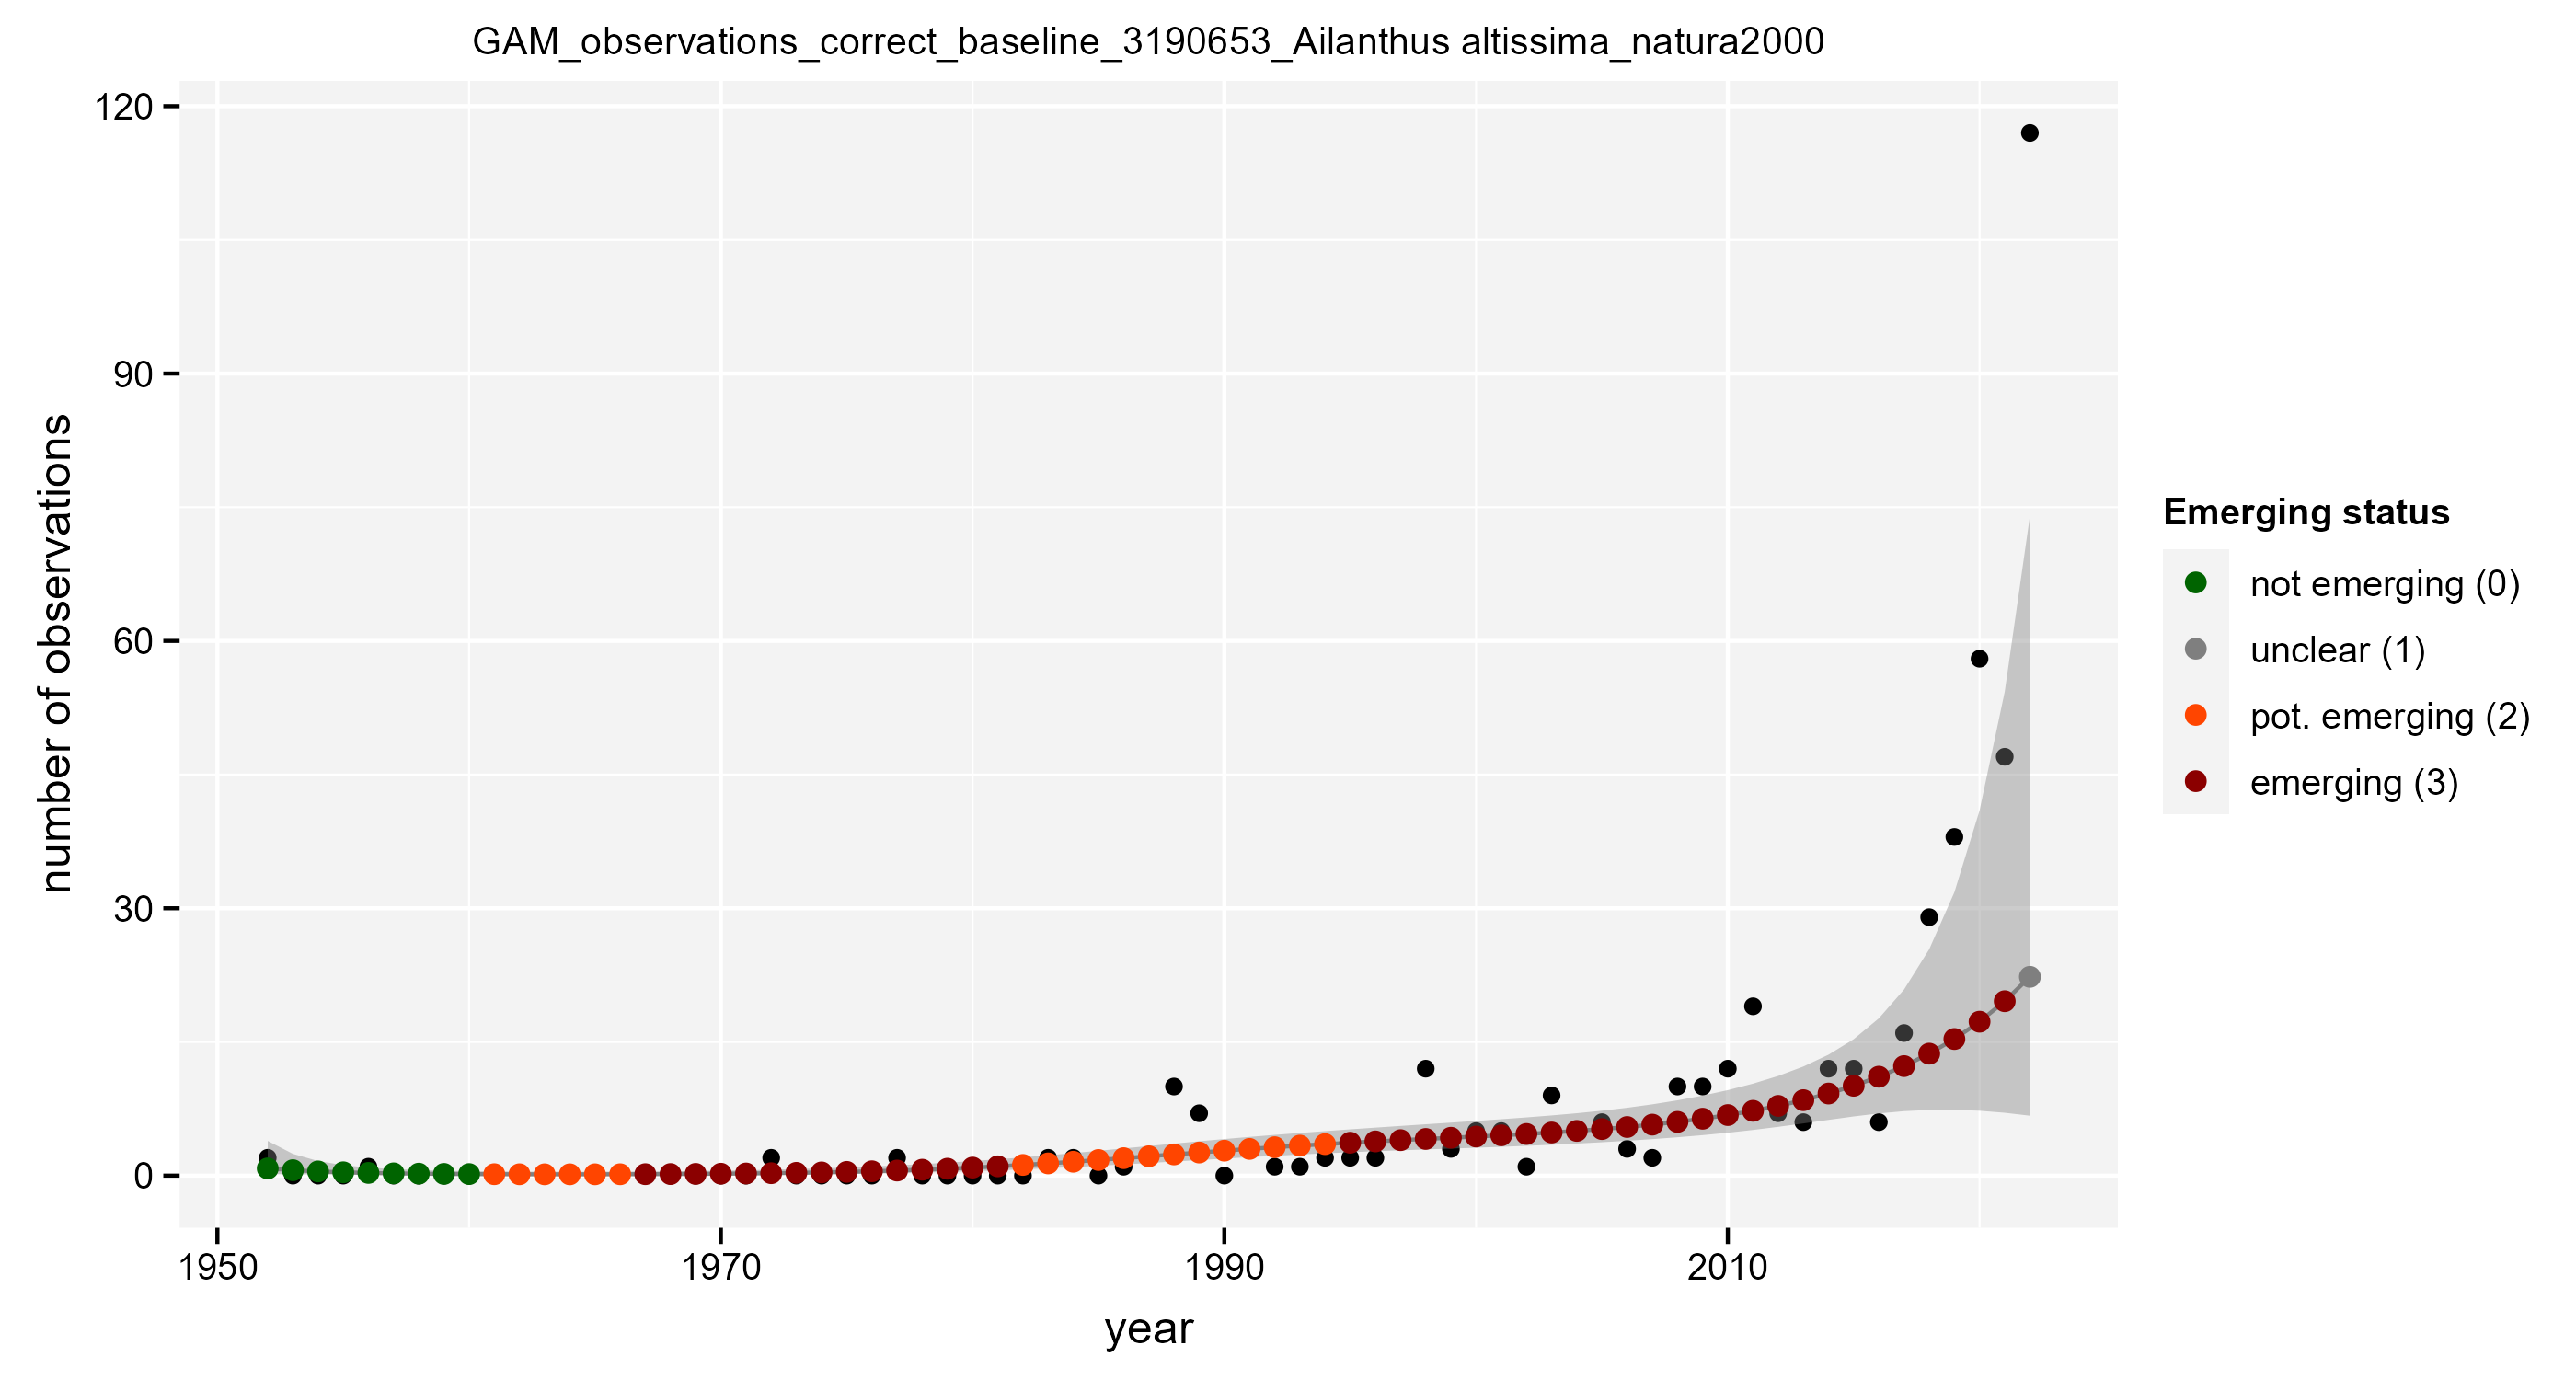 GAM_observations_correct_baseline_3190653_Ailanthus altissima_natura2000
120
90
60
30
0
number of observations
1950
1970
1990
2010
year
Emerging status
not emerging (0)
unclear (1)
pot. emerging (2)
emerging (3)